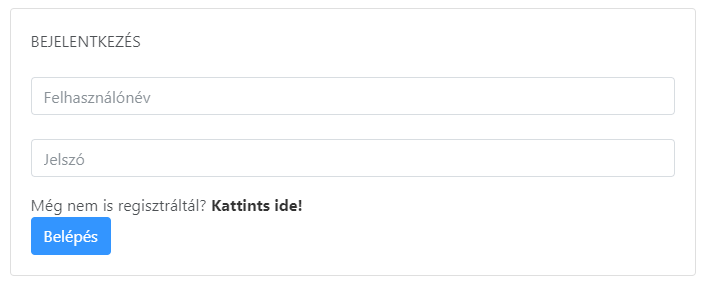 BEJELENTKEZÉS
Felhasználónév
Jelszó
Még nem is regisztráltál? Kattints ide!
Belépés